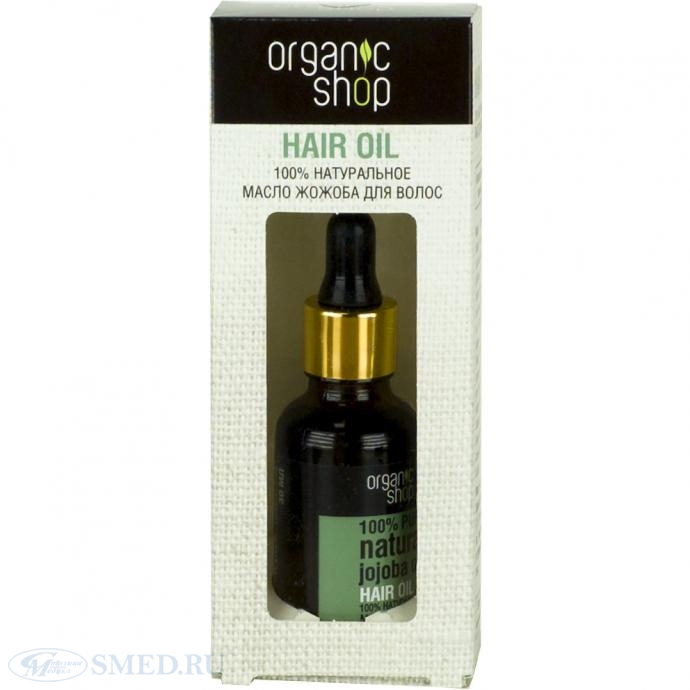 organic
shop
HAIR OIL
100% НАТУРАЛЬНОЕ
МАСЛО ЖОЖОБА ДЛЯ ВОЛОС
organic
shop
100%
jojoba
HAIR OIL
100%
SMED.RU